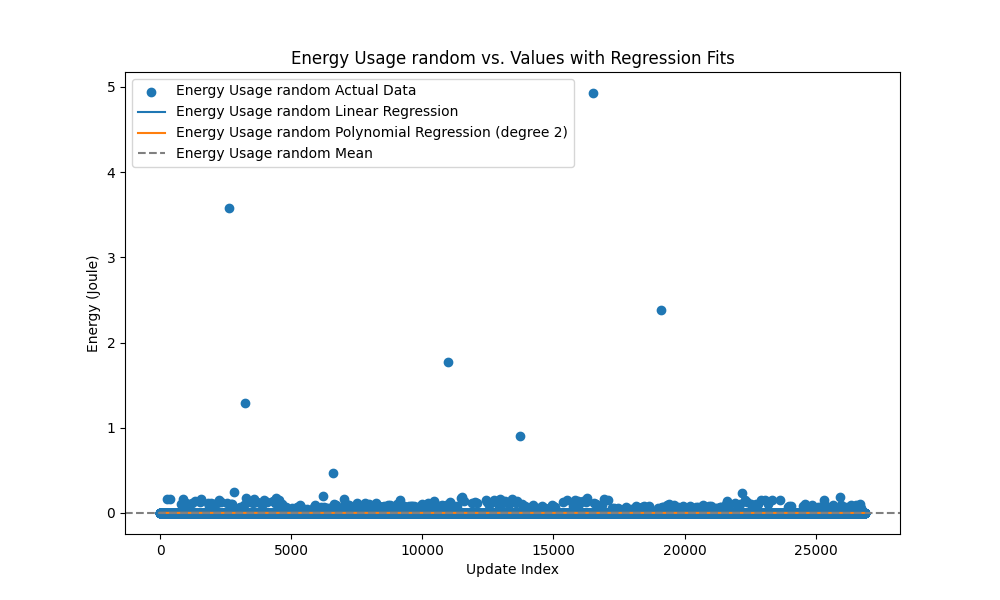 Energy Usage random vs. Values with Regression Fits
Energy Usage random Actual Data
Energy Usage random Linear Regression
Energy Usage random Polynomial Regression (degree 2)
Energy Usage random Mean
Energy (Joule)
5
4
3
2
1
0
0 5000 10000 15000 20000 25000
Update Index